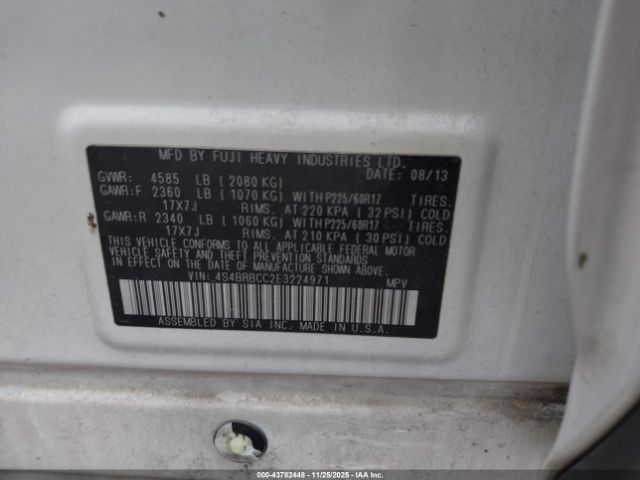 MFD BY FUJI HEAVY INDUSTRIES LTD.
DATE: 08/13
GVWR: 4585 LB ( 2080 KG)
GAWR:F 2360 LB ( 1070 KG) WITH P225/60R17 TIRES.
17X7J RIMS. AT 220 KPA ( 32 PSI) COLD
GAWR:R 2340 LB ( 1060 KG) WITH P225/60R17 TIRES.
17X7J RIMS. AT 210 KPA ( 30 PSI) COLD
THIS VEHICLE CONFORMS TO ALL APPLICABLE FEDERAL MOTOR
VEHICLE SAFETY AND THEFT PREVENTION STANDARDS
IN EFFECT ON THE DATE OF MANUFACTURE SHOWN ABOVE.
VIN: 4S4BRBCC2E3224971 MPV
ASSEMBLED BY SIA INC. MADE IN U.S.A.
000-43782448 - 11/25/2025 - IAAI.COM